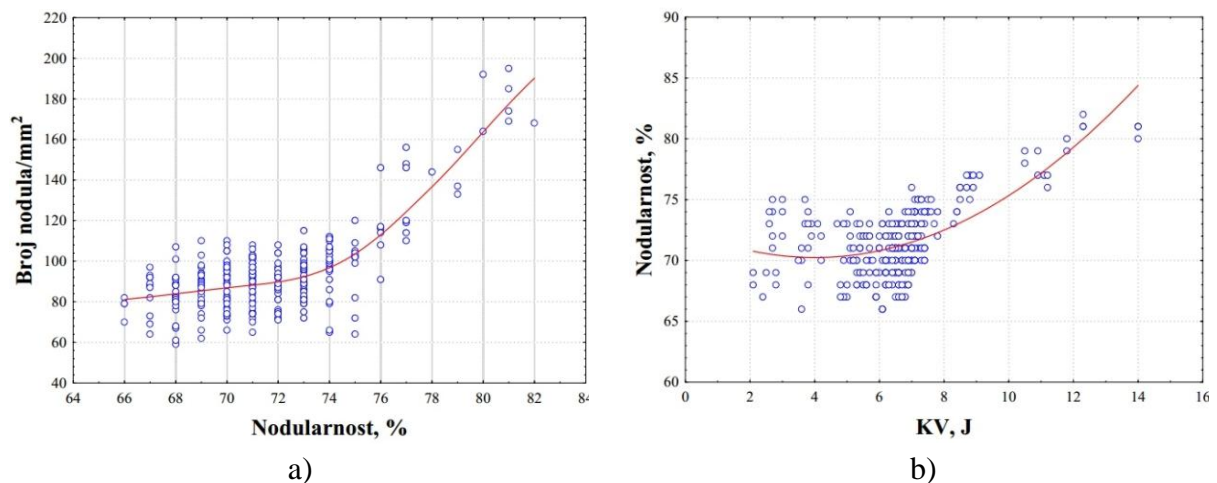 220
200
180
160
140
120
100
80
60
40
Broj nodula/mm²
64 66 68 70 72 74 76 78 80 82 84
Nodularnost, %
a)
90
85
80
75
70
65
60
Nodularnost, %
0 2 4 6 8 10 12 14 16
KV, J
b)